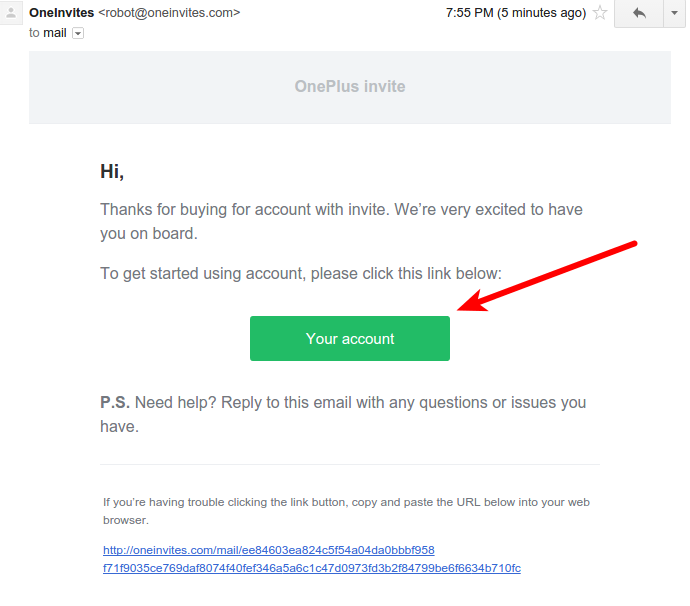 OneInvites <robot@oneinvites.com> 7:55 PM (5 minutes ago)
to mail
OnePlus invite
Hi,
Thanks for buying for account with invite. We're very excited to have
you on board.
To get started using account, please click this link below:
Your account
P.S. Need help? Reply to this email with any questions or issues you
have.
If you're having trouble clicking the link button, copy and paste the URL below into your web
browser.
http://oneinvites.com/mail/ee84603ea824c5f54a04da0bbbf958
f71f9035ce769daf8074f40fef346a5a6c1c47d0973fd3b2f84799be6f6634b710fc